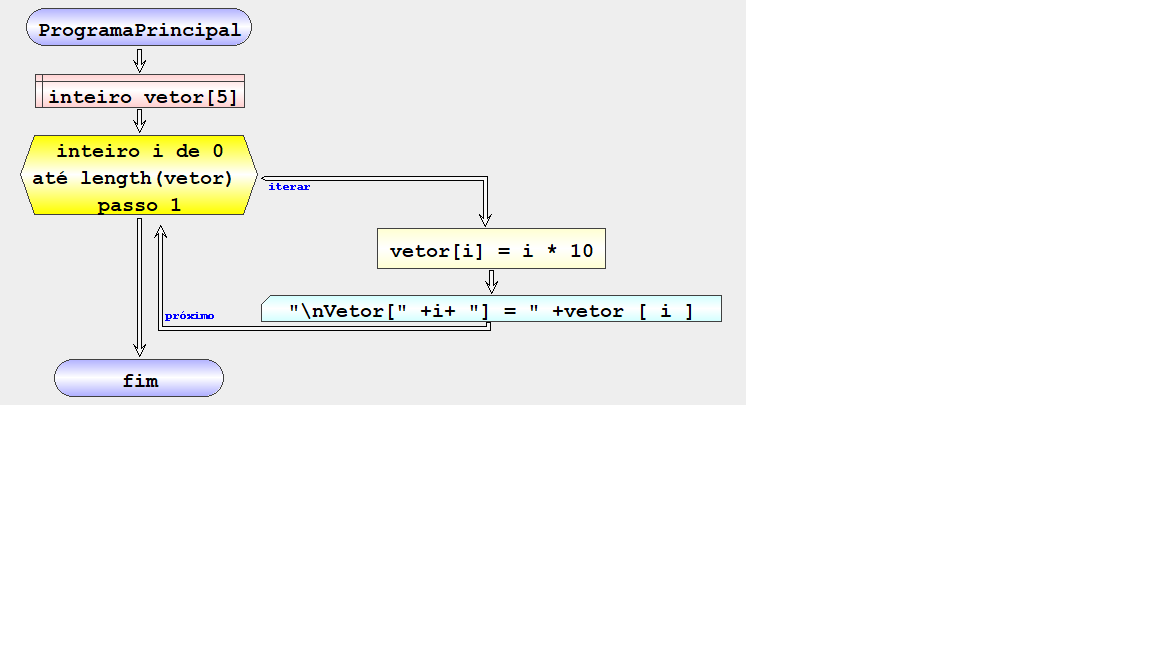 ProgramaPrincipal
inteiro vetor[5]
inteiro i de 0
até length(vetor)
passo 1
iterar
vetor[i] = i * 10
"\nVetor[" +i+ "] = " +vetor [ i ]
próximo
fim